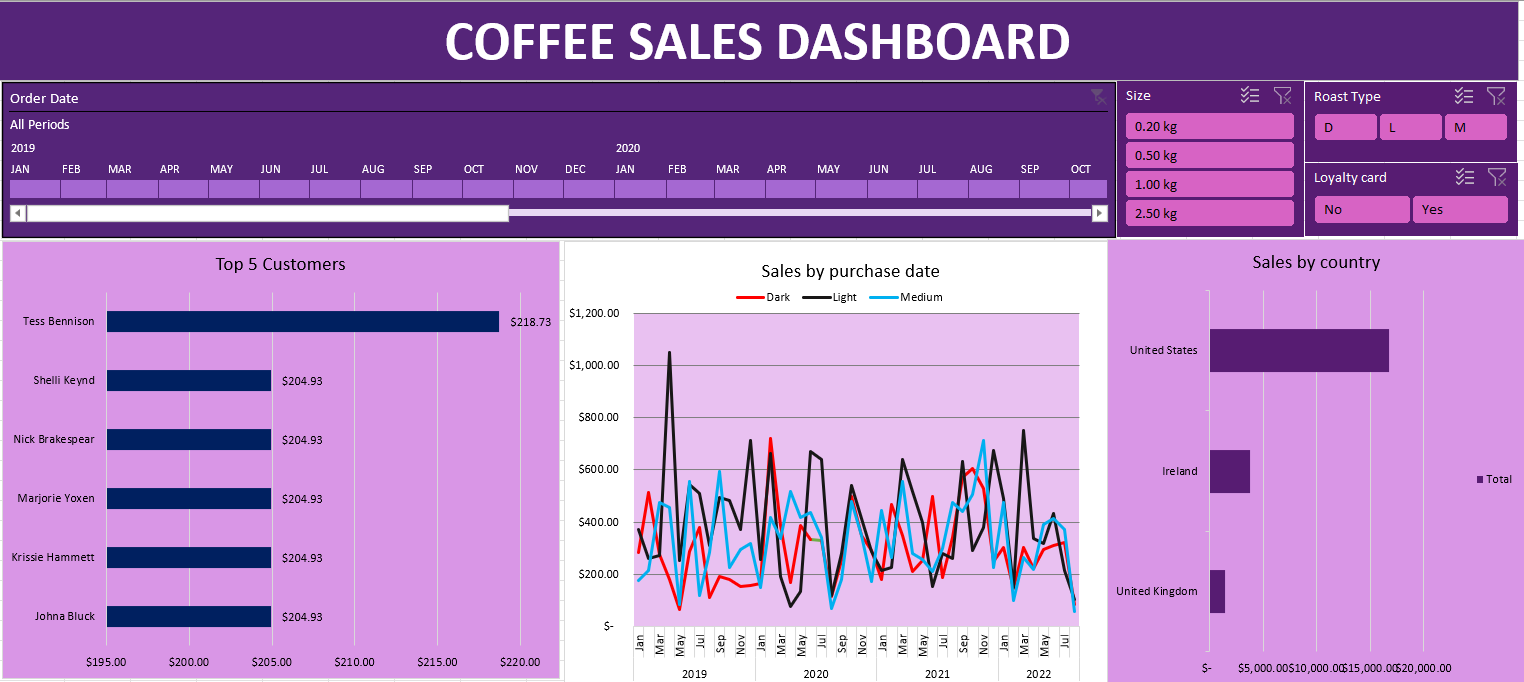 COFFEE SALES DASHBOARD
Order Date
All Periods
2019 2020
JAN FEB MAR APR MAY JUN JUL AUG SEP OCT NOV DEC JAN FEB MAR APR MAY JUN JUL AUG SEP OCT
Size
0.20 kg
0.50 kg
1.00 kg
2.50 kg
Roast Type
D L M
Loyalty card
No Yes
Top 5 Customers
Tess Bennison $218.73
Shelli Keynd $204.93
Nick Brakespear $204.93
Marjorie Yoxen $204.93
Krissie Hammett $204.93
Johna Bluck $204.93
$195.00 $200.00 $205.00 $210.00 $215.00 $220.00
Sales by purchase date
Dark Light Medium
$1,200.00
$1,000.00
$800.00
$600.00
$400.00
$200.00
$-
Jan Mar May Jul Sep Nov Jan Mar May Jul Sep Nov Jan Mar May Jul Sep Nov Jan Mar May Jul
2019 2020 2021 2022
Sales by country
United States
Ireland
United Kingdom
Total
$- $5,000.00 $10,000.00 $15,000.00 $20,000.00